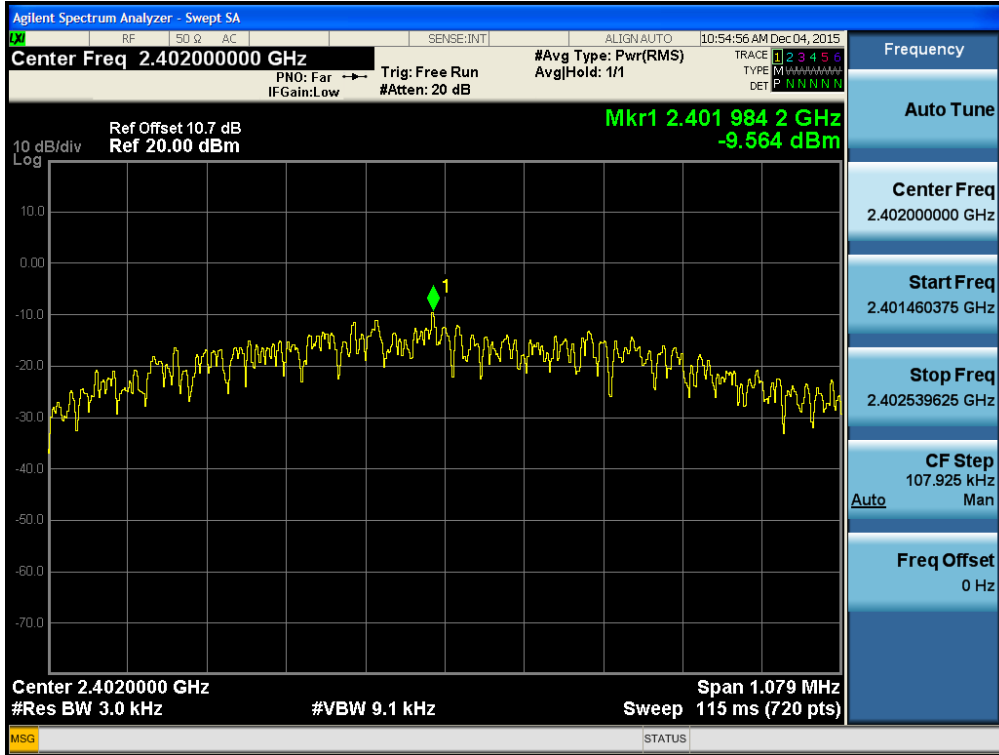 Agilent Spectrum Analyzer - Swept SA
LXI RF 50 Ω AC SENSE:INT ALIGN AUTO 10:54:56 AM Dec 04, 2015
Center Freq 2.402000000 GHz
PNO: Far
IFGain:Low
Trig: Free Run
#Atten: 20 dB
#Avg Type: Pwr(RMS)
Avg|Hold: 1/1
TRACE 1 2 3 4 5 6
TYPE M
DET P N N N N N
Mkr1 2.401 984 2 GHz
-9.564 dBm
Ref Offset 10.7 dB
10 dB/div Ref 20.00 dBm
Log
10.0
0.00
1
-10.0
-20.0
-30.0
-40.0
-50.0
-60.0
-70.0
Center 2.4020000 GHz Span 1.079 MHz
#Res BW 3.0 kHz #VBW 9.1 kHz Sweep 115 ms (720 pts)
MSG STATUS
Frequency
Auto Tune
Center Freq
2.402000000 GHz
Start Freq
2.401460375 GHz
Stop Freq
2.402539625 GHz
CF Step
107.925 kHz
Auto Man
Freq Offset
0 Hz